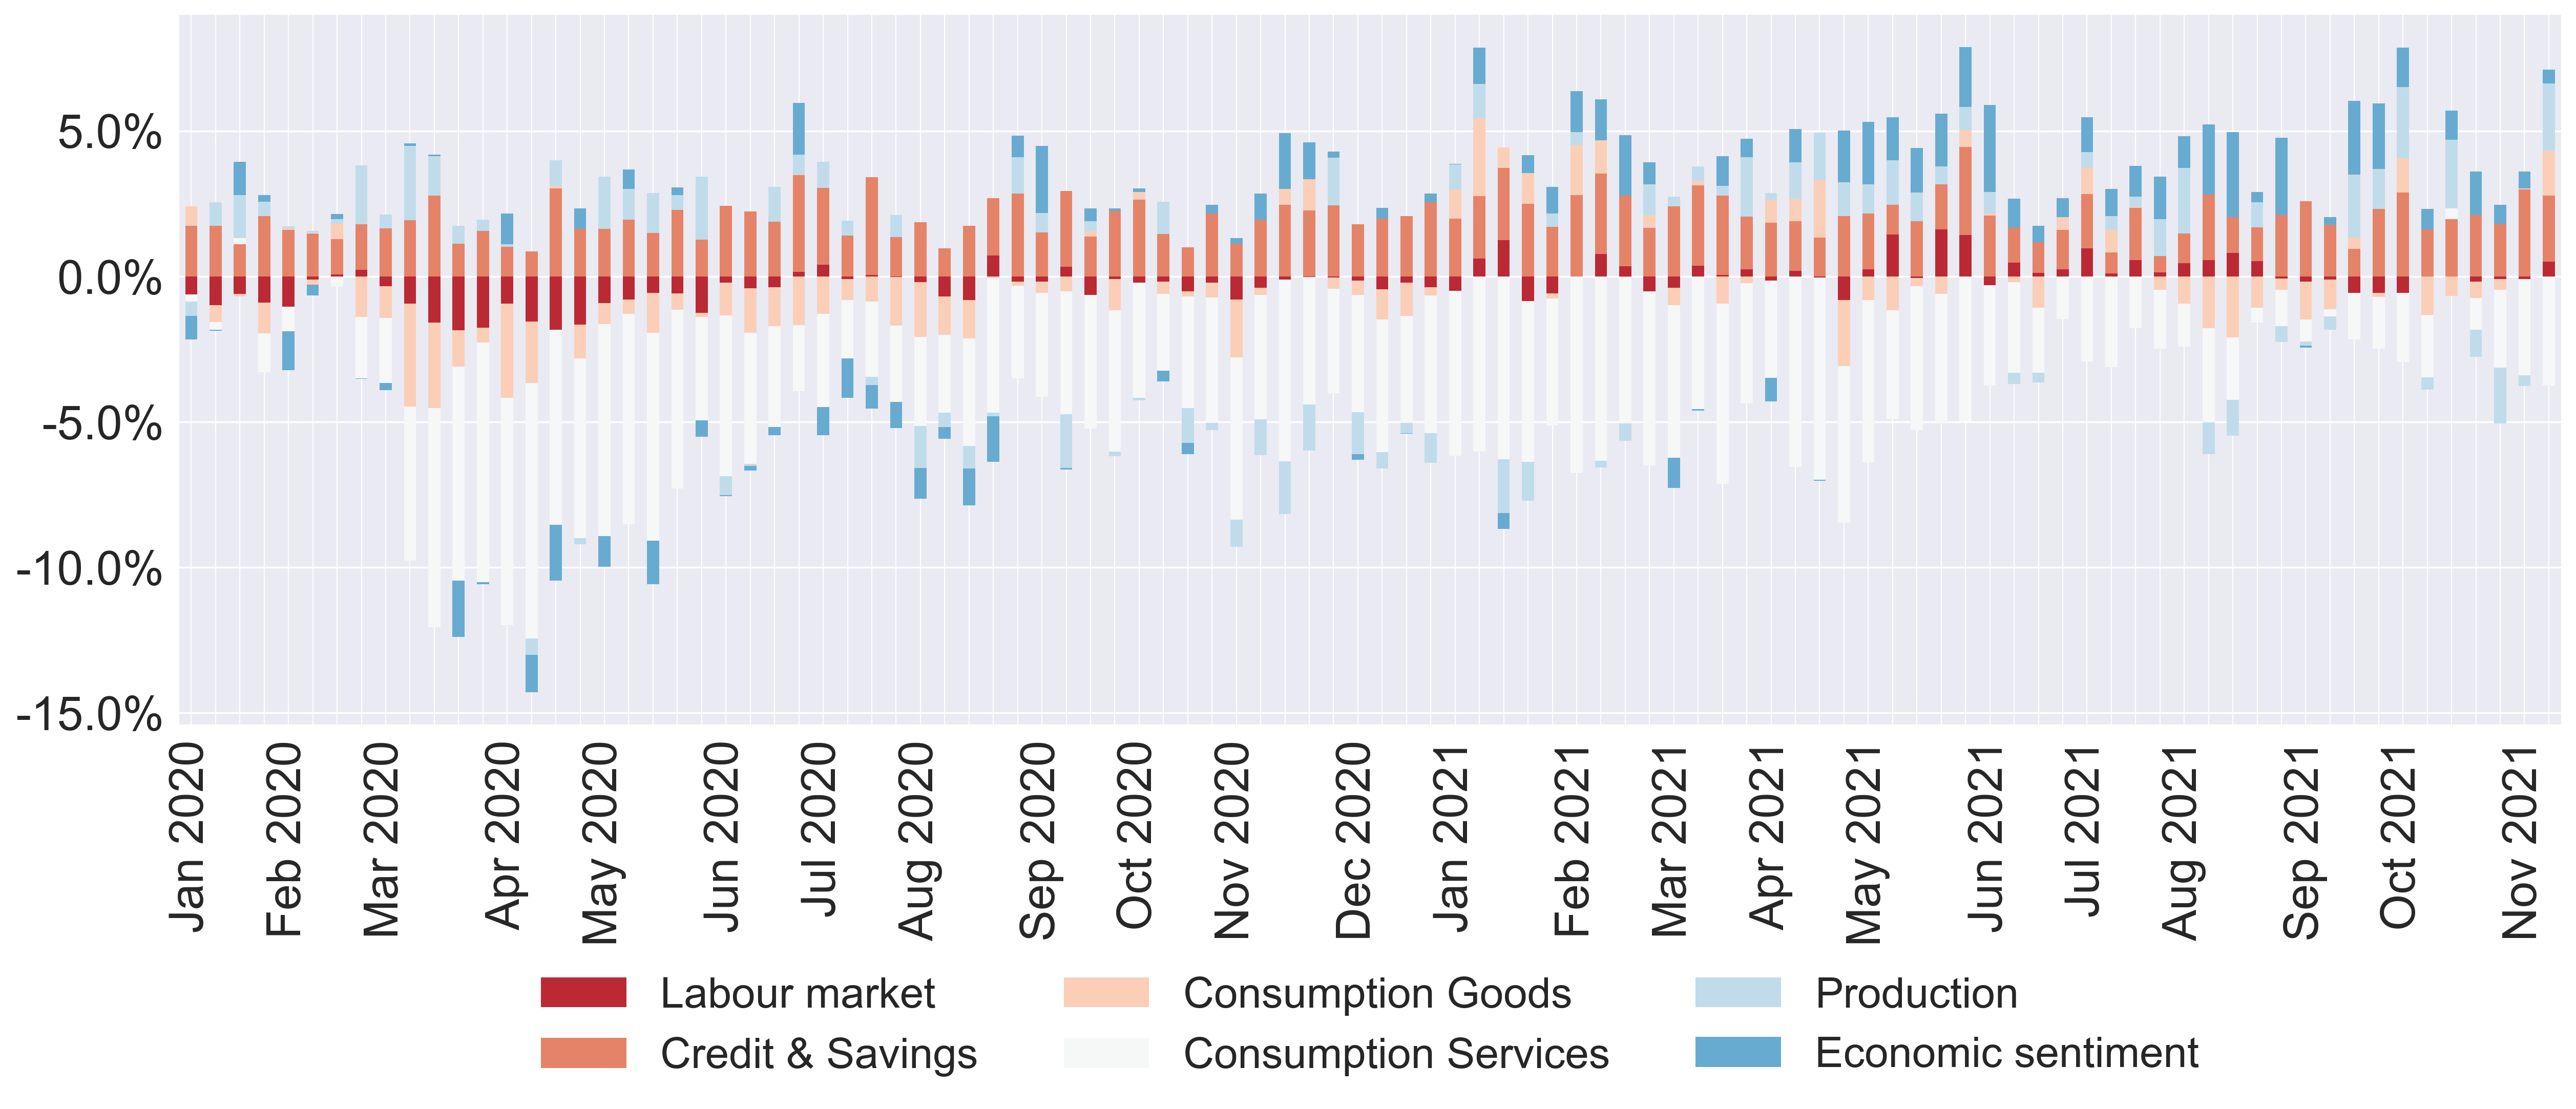 5.0%
0.0%
-5.0%
-10.0%
-15.0%
Jan 2020
Feb 2020
Mar 2020
Apr 2020
May 2020
Jun 2020
Jul 2020
Aug 2020
Sep 2020
Oct 2020
Nov 2020
Dec 2020
Jan 2021
Feb 2021
Mar 2021
Apr 2021
May 2021
Jun 2021
Jul 2021
Aug 2021
Sep 2021
Oct 2021
Nov 2021
Labour market
Credit & Savings
Consumption Goods
Consumption Services
Production
Economic sentiment